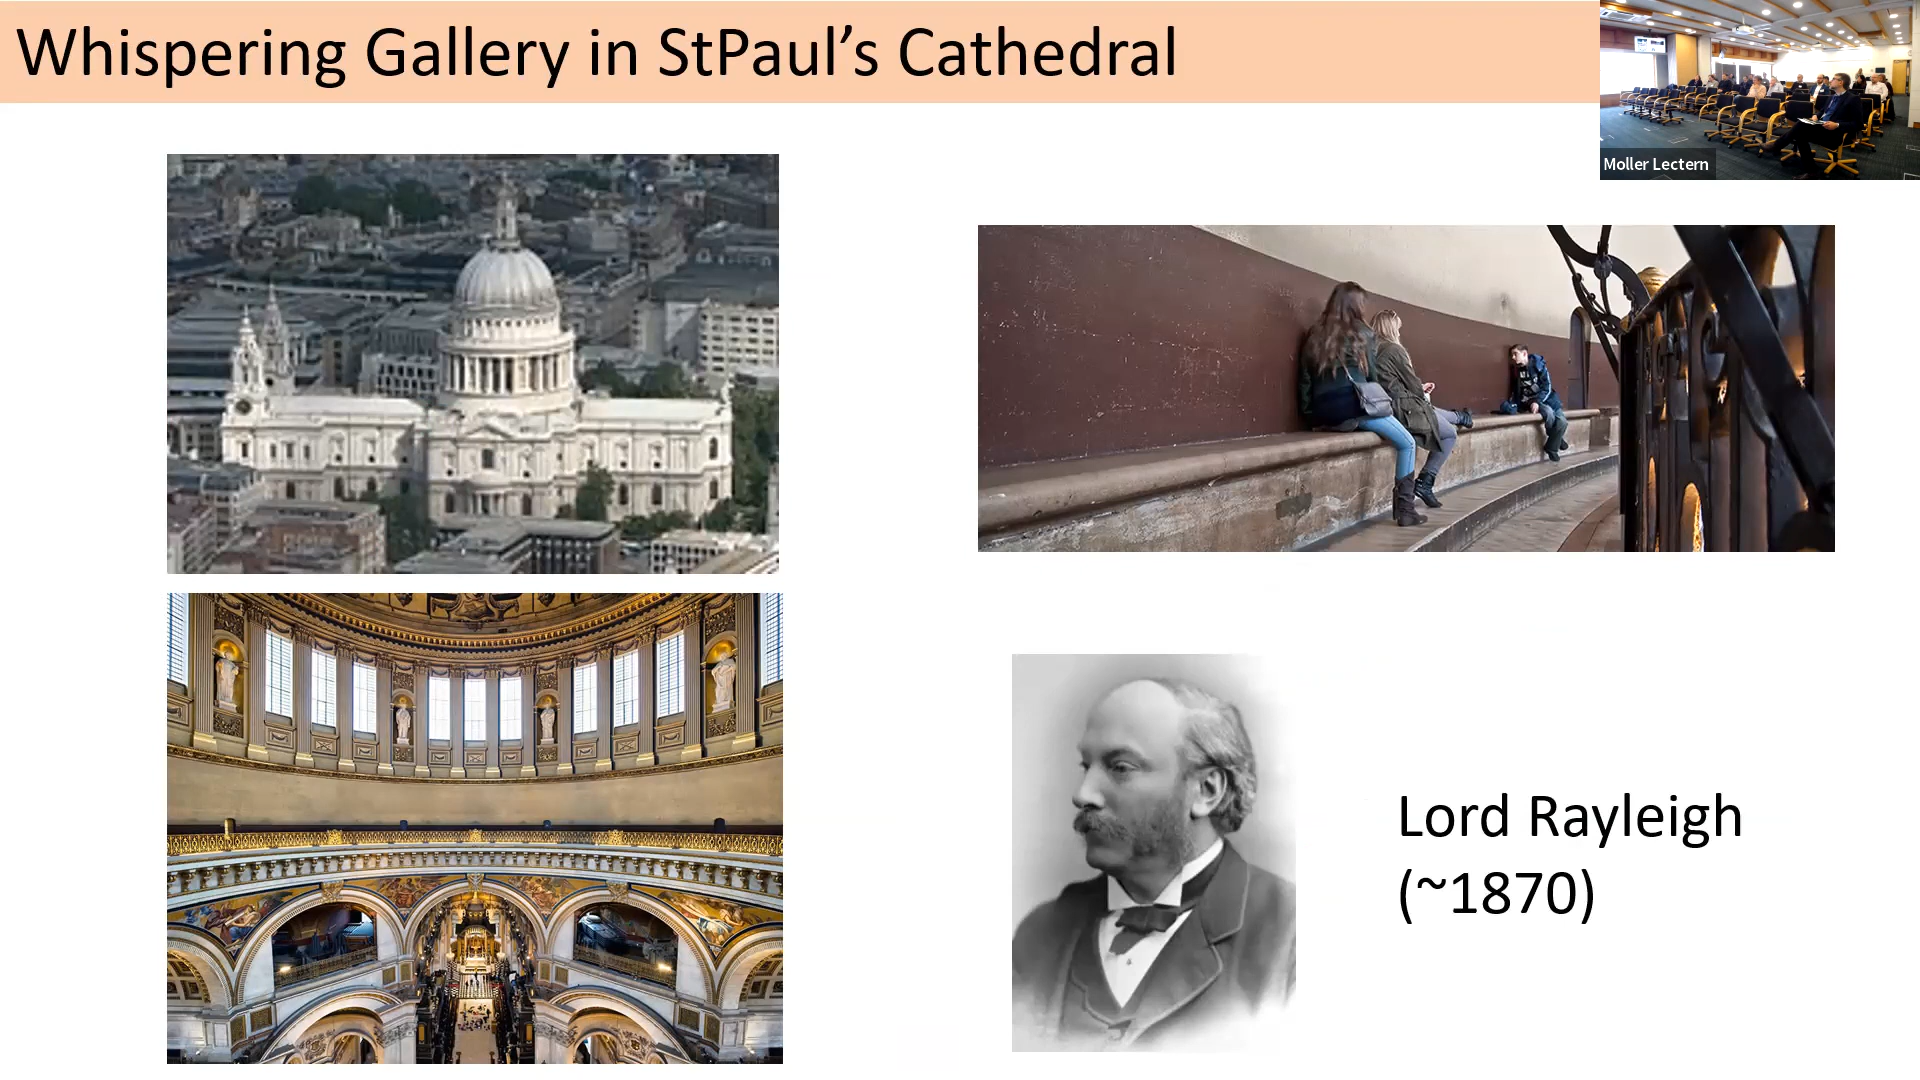 Whispering Gallery in StPaul’s Cathedral
Moller Lectern
Lord Rayleigh
(~1870)